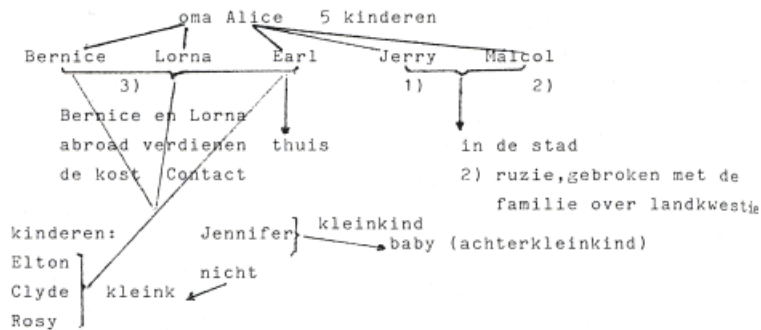 oma Alice 5 kinderen
Bernice Lorna Earl Jerry Malcol
3) 1) 2)
Bernice en Lorna
abroad verdienen thuis in de stad
de kost Contact 2) ruzie,gebroken met de
familie over landkwestie
kinderen: Jennifer kleinkind
baby (achterkleinkind)
Elton
nicht
Clyde kleink
Rosy